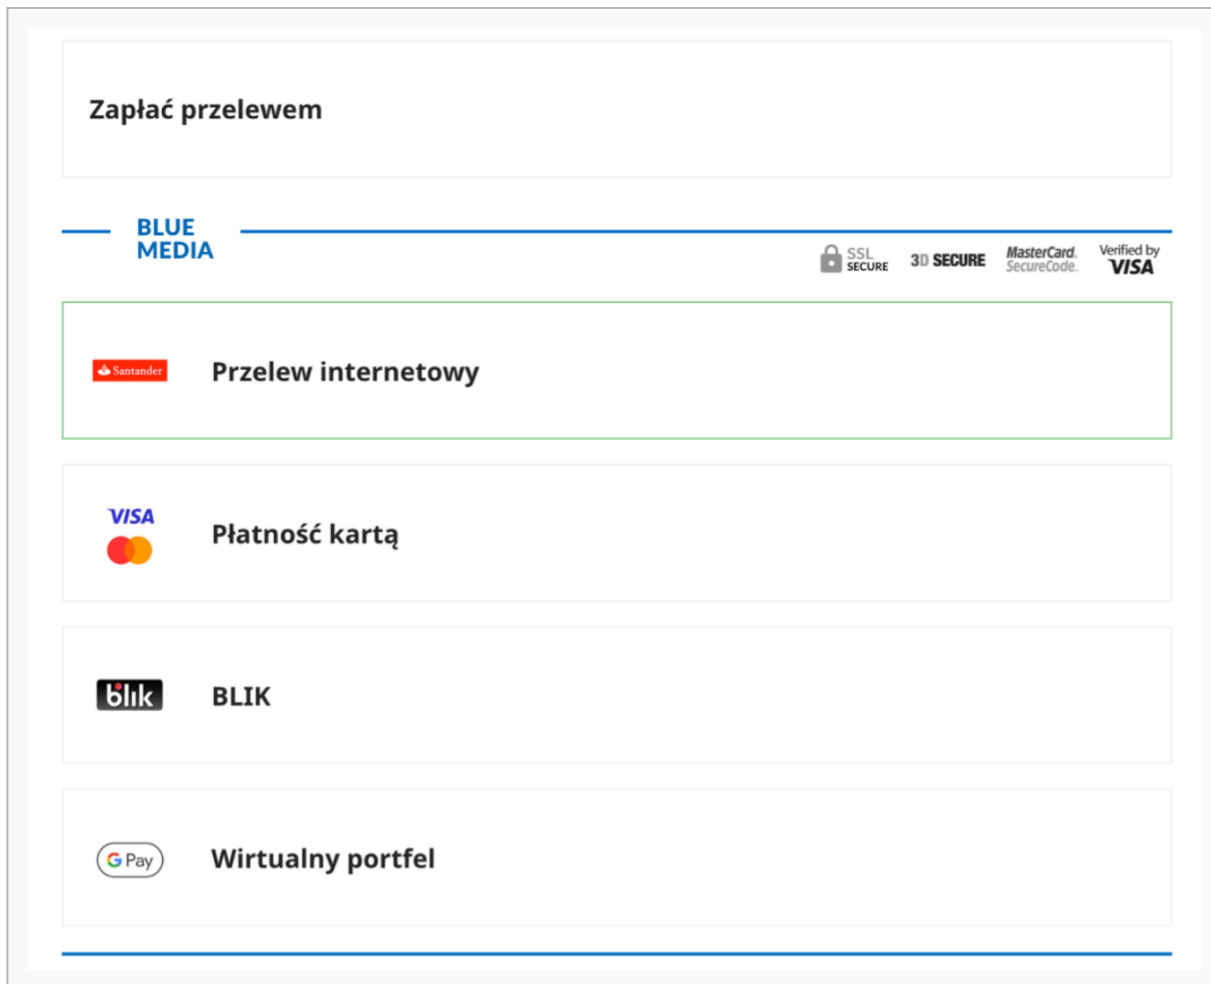 Zapłać przelewem
BLUE
MEDIA
SSL
SECURE
3D SECURE
MasterCard.
SecureCode.
Verified by
VISA
Santander
Przelew internetowy
VISA
Płatność kartą
blik
BLIK
G Pay
Wirtualny portfel